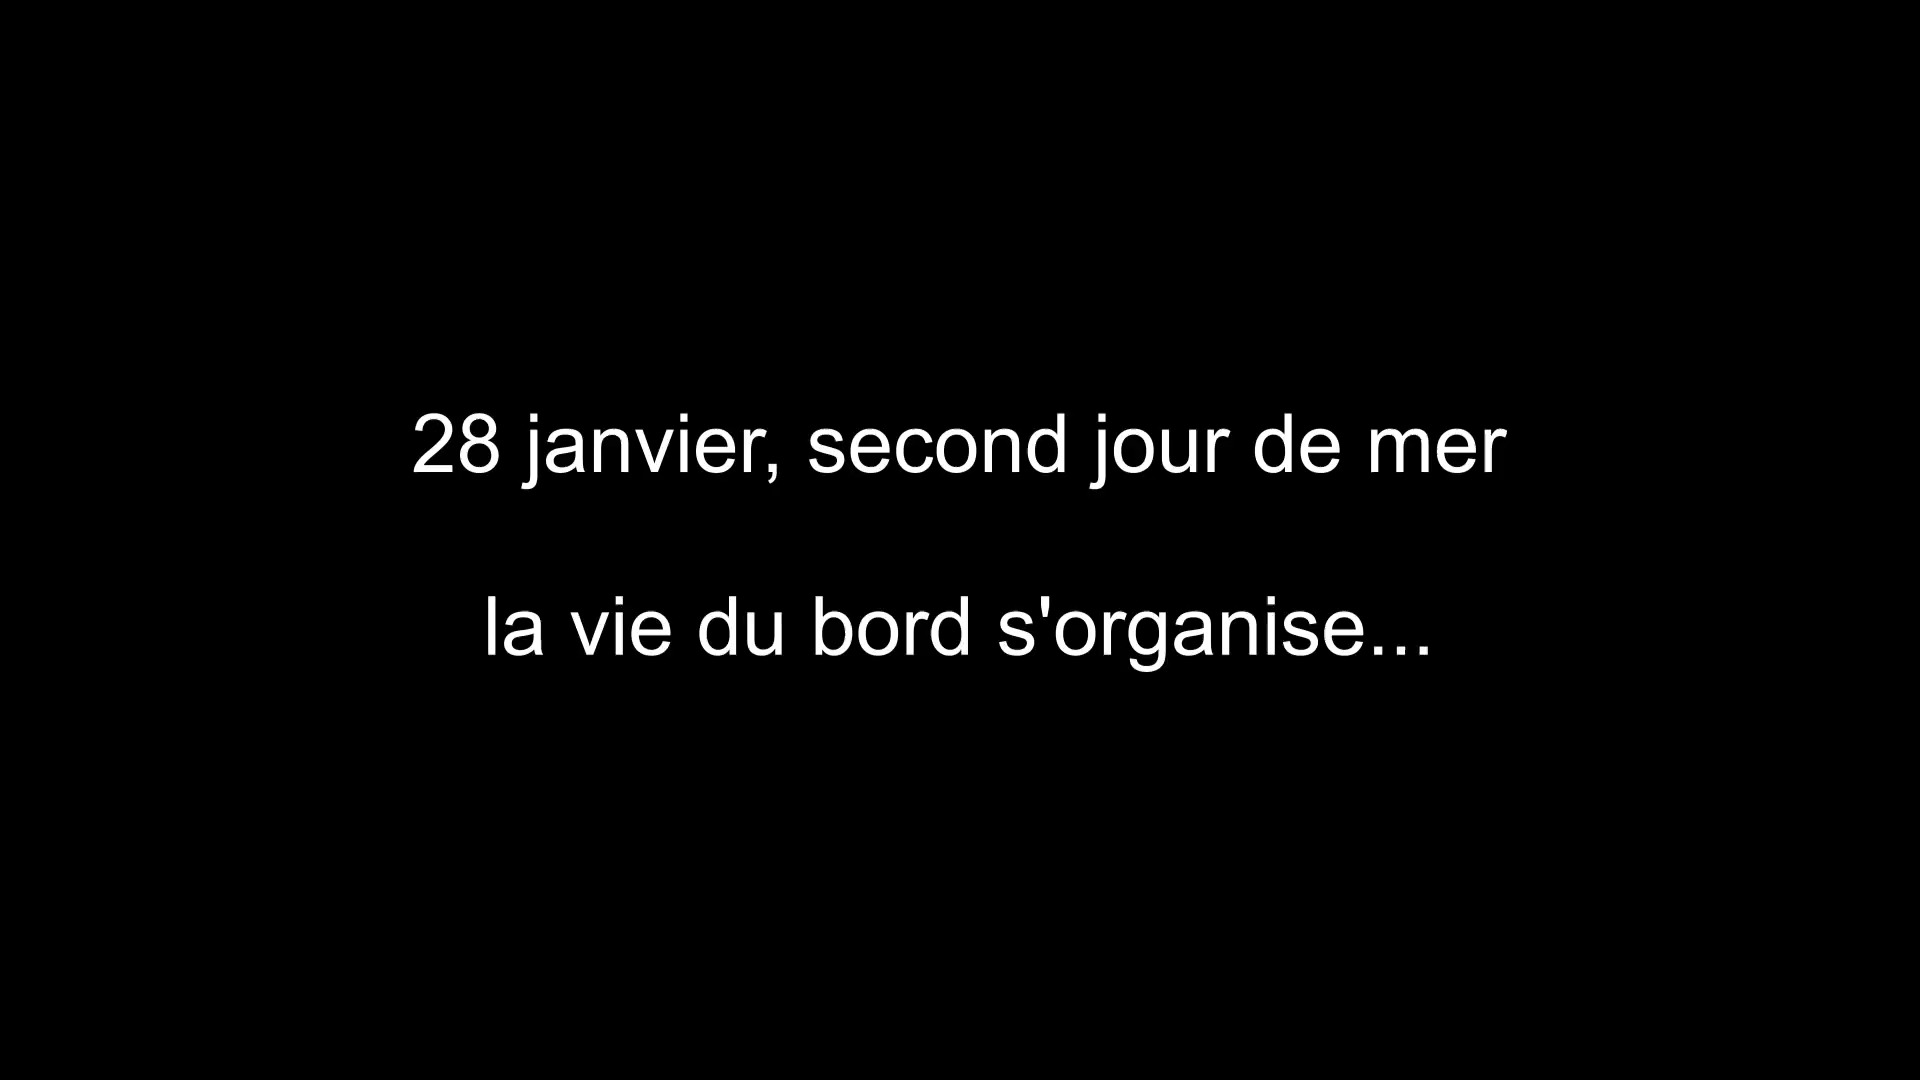 28 janvier, second jour de mer
la vie du bord s'organise...